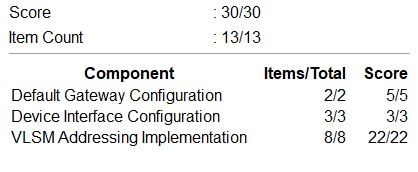 Score : 30/30
Item Count : 13/13
Component Items/Total Score
Default Gateway Configuration 2/2 5/5
Device Interface Configuration 3/3 3/3
VLSM Addressing Implementation 8/8 22/22